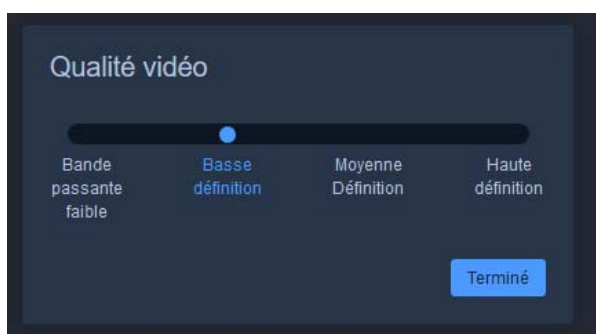 Qualité vidéo
Bande passante faible
Basse définition
Moyenne Définition
Haute définition
Terminé